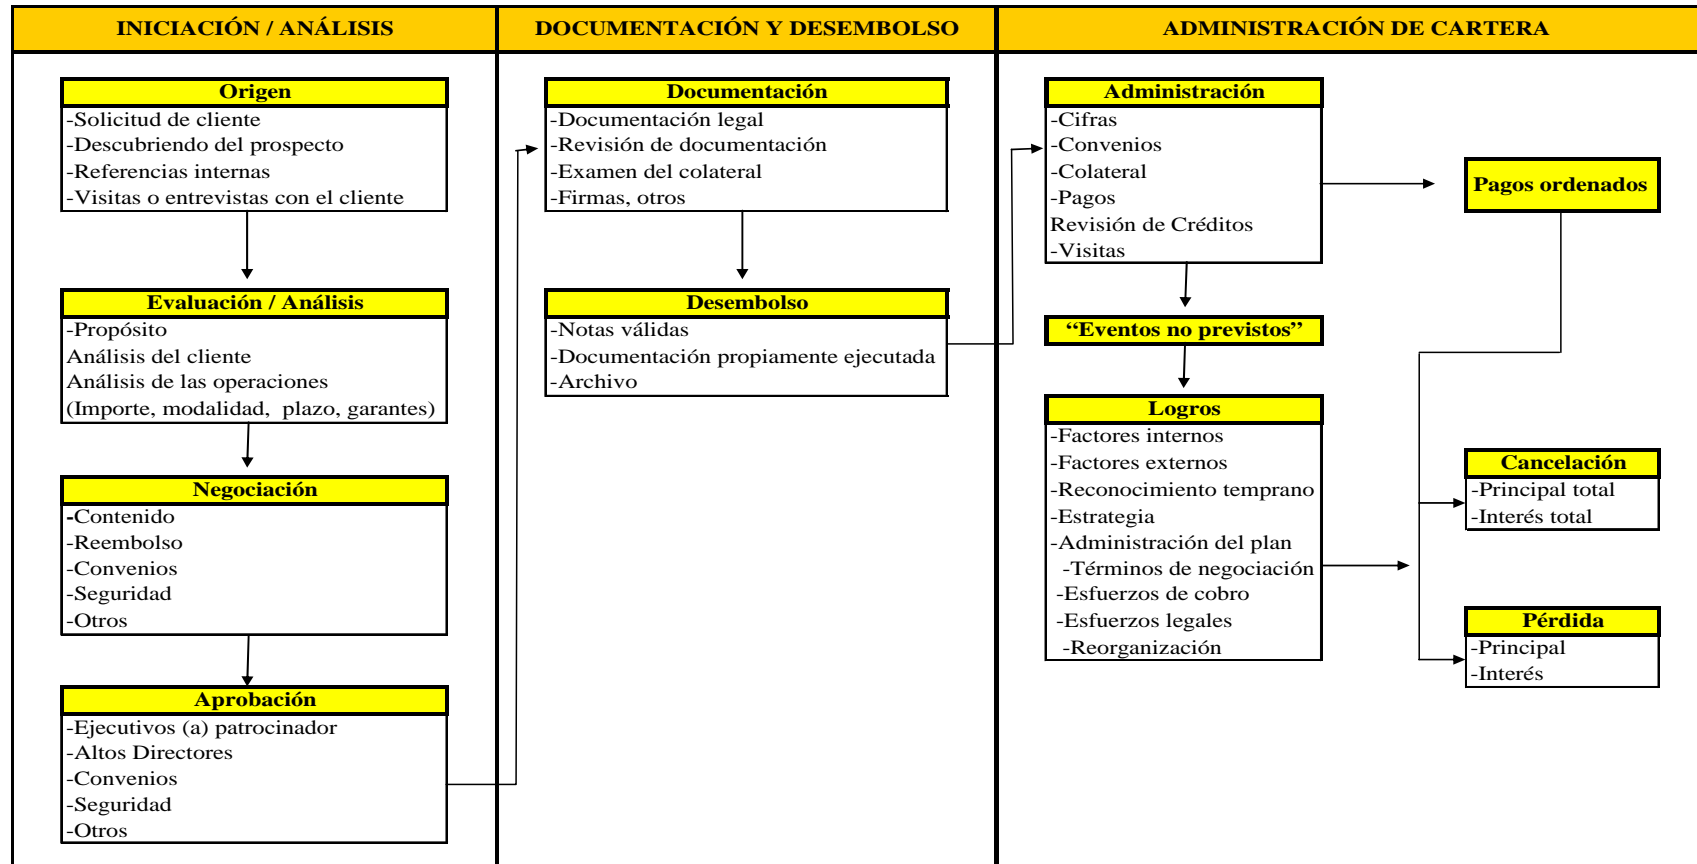 INICIACIÓN / ANÁLISIS
DOCUMENTACIÓN Y DESEMBOLSO
ADMINISTRACIÓN DE CARTERA
Origen
-Solicitud de cliente
-Descubriendo del prospecto
-Referencias internas
-Visitas o entrevistas con el cliente
Evaluación / Análisis
-Propósito
Análisis del cliente
Análisis de las operaciones
(Importe, modalidad, plazo, garantes)
Negociación
-Contenido
-Reembolso
-Convenios
-Seguridad
-Otros
Aprobación
-Ejecutivos (a) patrocinador
-Altos Directores
-Convenios
-Seguridad
-Otros
Documentación
-Documentación legal
-Revisión de documentación
-Examen del colateral
-Firmas, otros
Desembolso
-Notas válidas
-Documentación propiamente ejecutada
-Archivo
Administración
-Cifras
-Convenios
-Colateral
-Pagos
Revisión de Créditos
-Visitas
“Eventos no previstos”
Logros
-Factores internos
-Factores externos
-Reconocimiento temprano
-Estrategia
-Administración del plan
-Términos de negociación
-Esfuerzos de cobro
-Esfuerzos legales
-Reorganización
Pagos ordenados
Cancelación
-Principal total
-Interés total
Pérdida
-Principal
-Interés